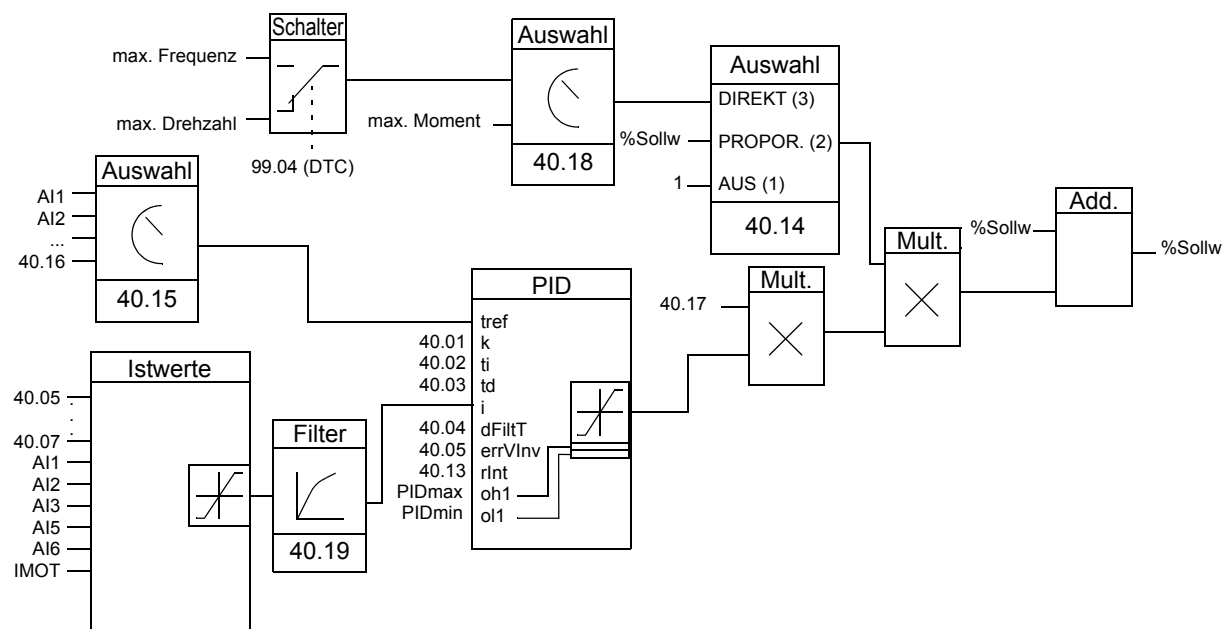 Schalter
max. Frequenz
max. Drehzahl
99.04 (DTC)
Auswahl
max. Moment
40.18
Auswahl
DIREKT (3)
%Sollw
PROPOR. (2)
1
AUS (1)
40.14
Auswahl
AI1
AI2
...
40.16
40.15
Add.
%Sollw
%Sollw
Mult.
Mult.
40.17
PID
tref
40.01 k
40.02 ti
40.03 td
i
40.04 dFiltT
40.05 errVInv
40.13 rInt
PIDmax oh1
PIDmin ol1
Istwerte
40.05
.
.
40.07
AI1
AI2
AI3
AI5
AI6
IMOT
Filter
40.19